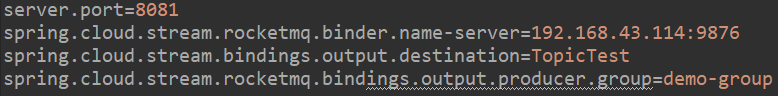 server.port=8081
spring.cloud.stream.rocketmq.binder.name-server=192.168.43.114:9876
spring.cloud.stream.bindings.output.destination=TopicTest
spring.cloud.stream.rocketmq.bindings.output.producer.group=demo-group